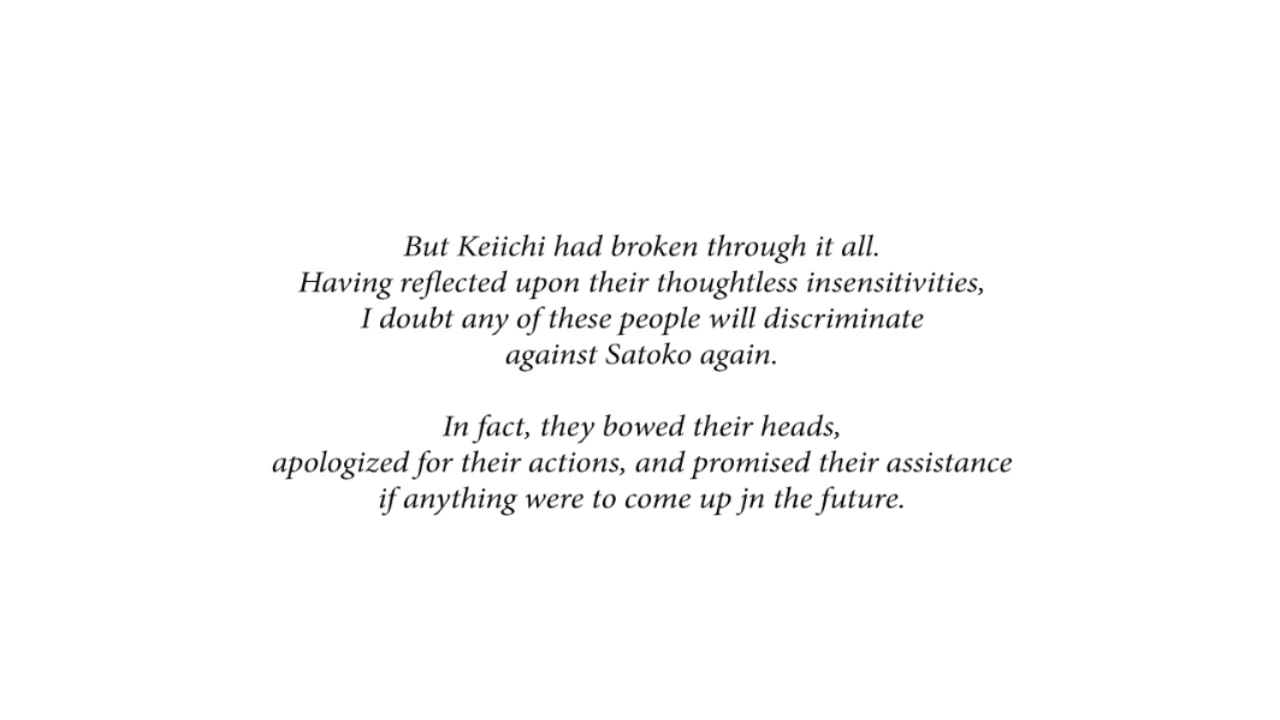 But Keiichi had broken through it all.
Having reflected upon their thoughtless insensitivities,
I doubt any of these people will discriminate
against Satoko again.
In fact, they bowed their heads,
apologized for their actions, and promised their assistance
if anything were to come up jn the future.